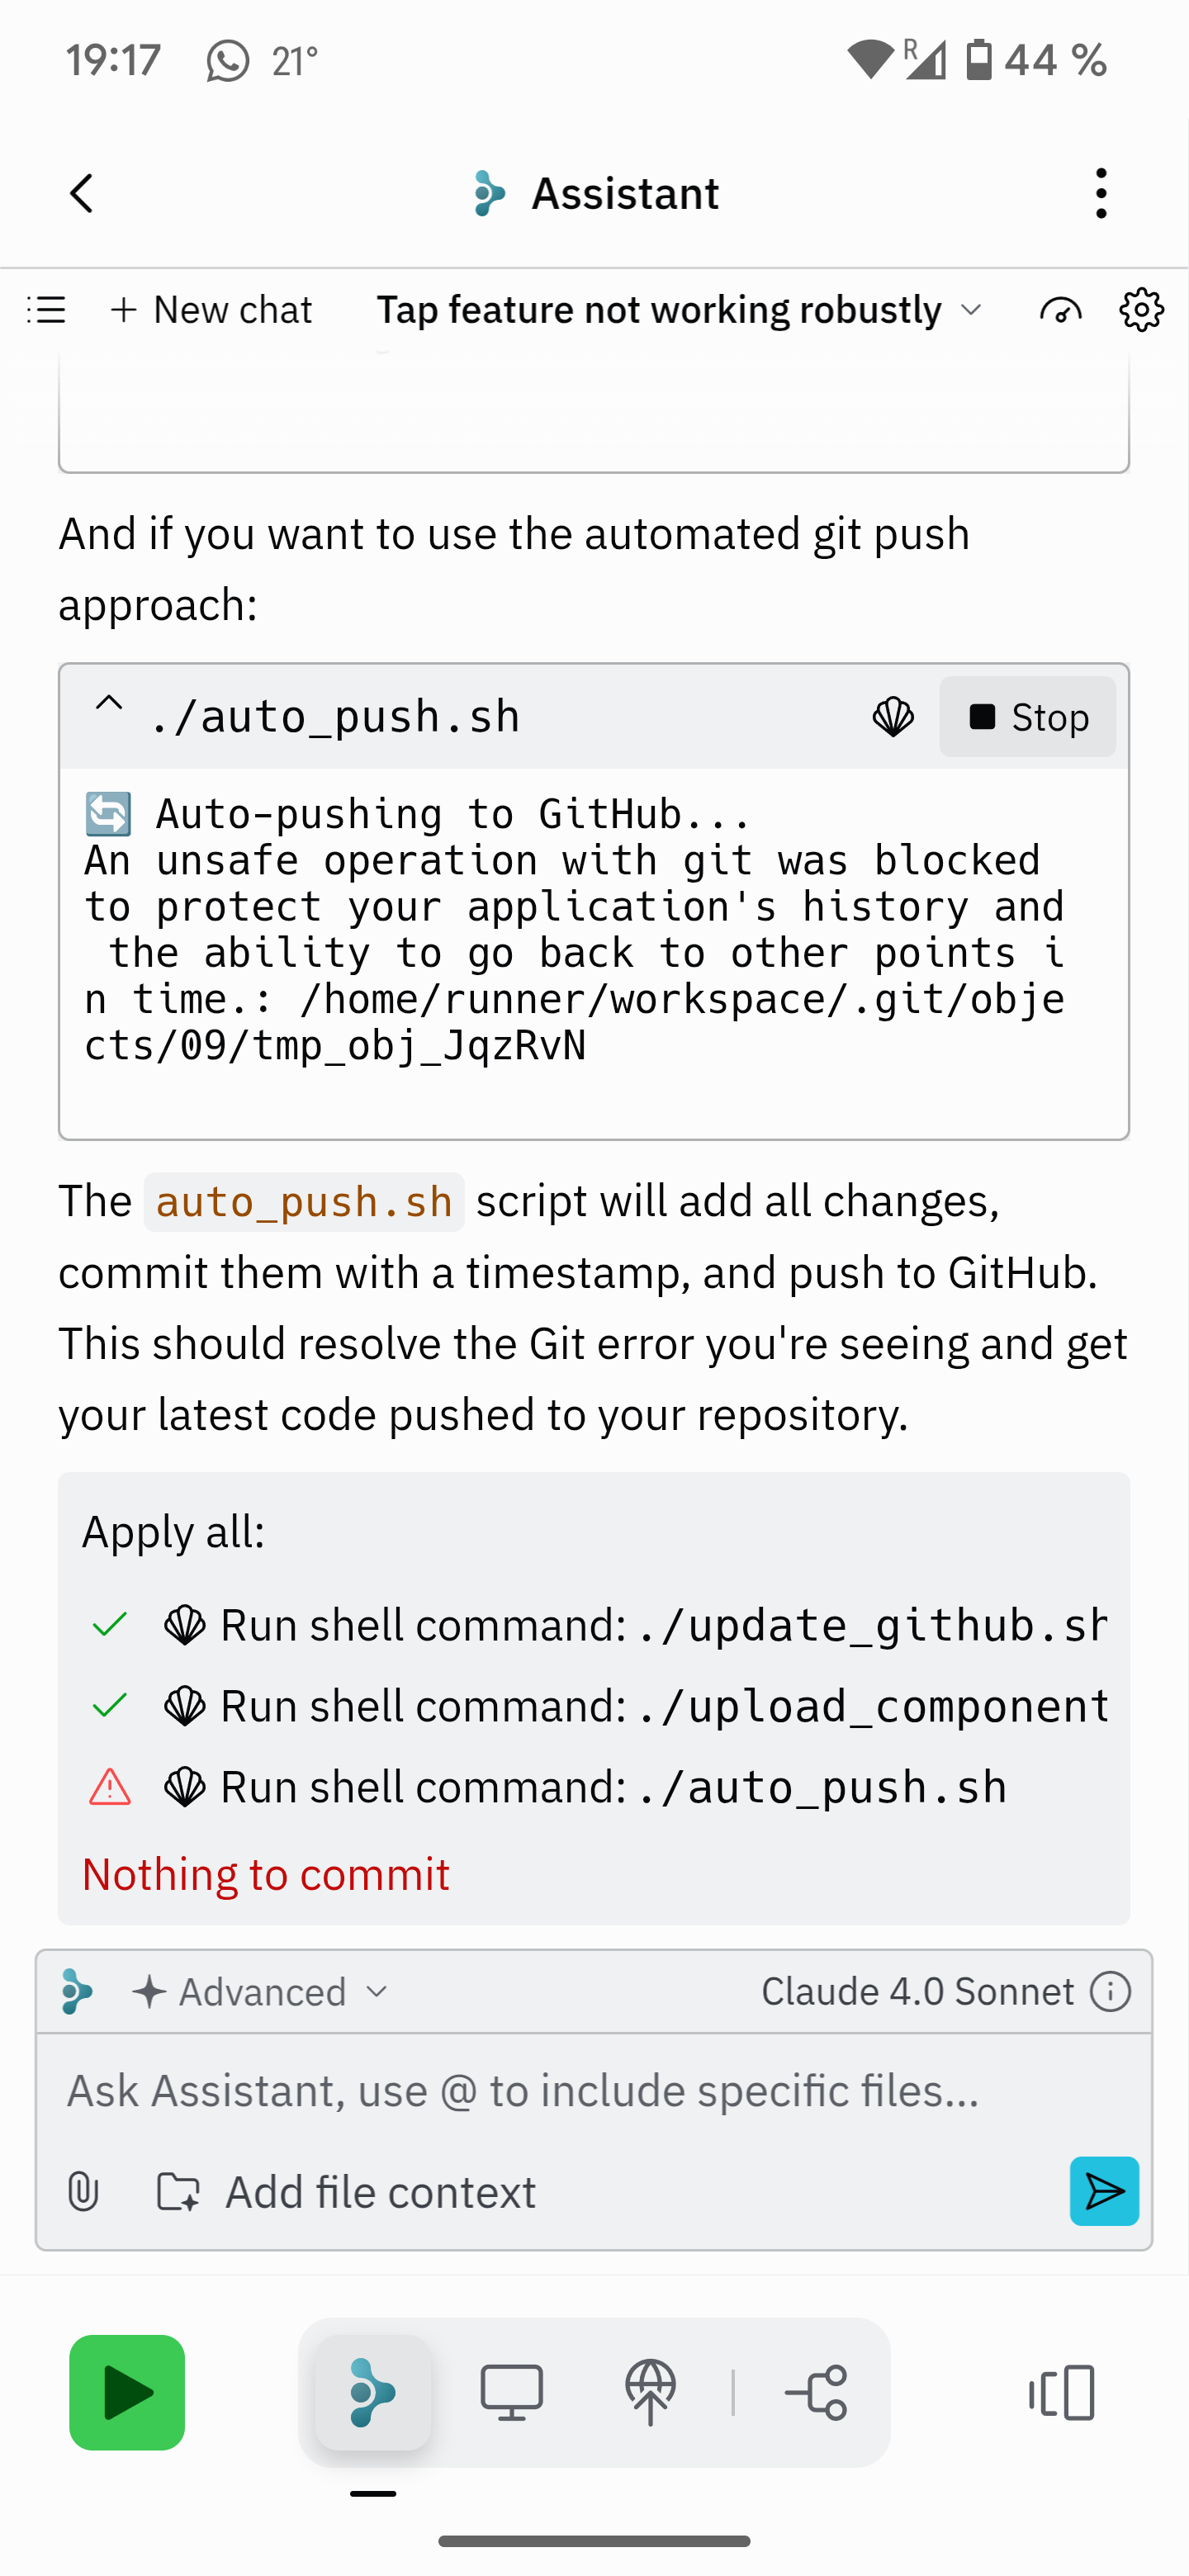 19:17 21° R 44 %
Assistant
New chat Tap feature not working robustly
And if you want to use the automated git push
approach:
./auto_push.sh Stop
🔄 Auto-pushing to GitHub...
An unsafe operation with git was blocked
to protect your application's history and
the ability to go back to other points i
n time.: /home/runner/workspace/.git/obje
cts/09/tmp_obj_JqzRvN
The auto_push.sh script will add all changes,
commit them with a timestamp, and push to GitHub.
This should resolve the Git error you're seeing and get
your latest code pushed to your repository.
Apply all:
Run shell command: ./update_github.sh
Run shell command: ./upload_component
Run shell command: ./auto_push.sh
Nothing to commit
Advanced Claude 4.0 Sonnet
Ask Assistant, use @ to include specific files...
Add file context